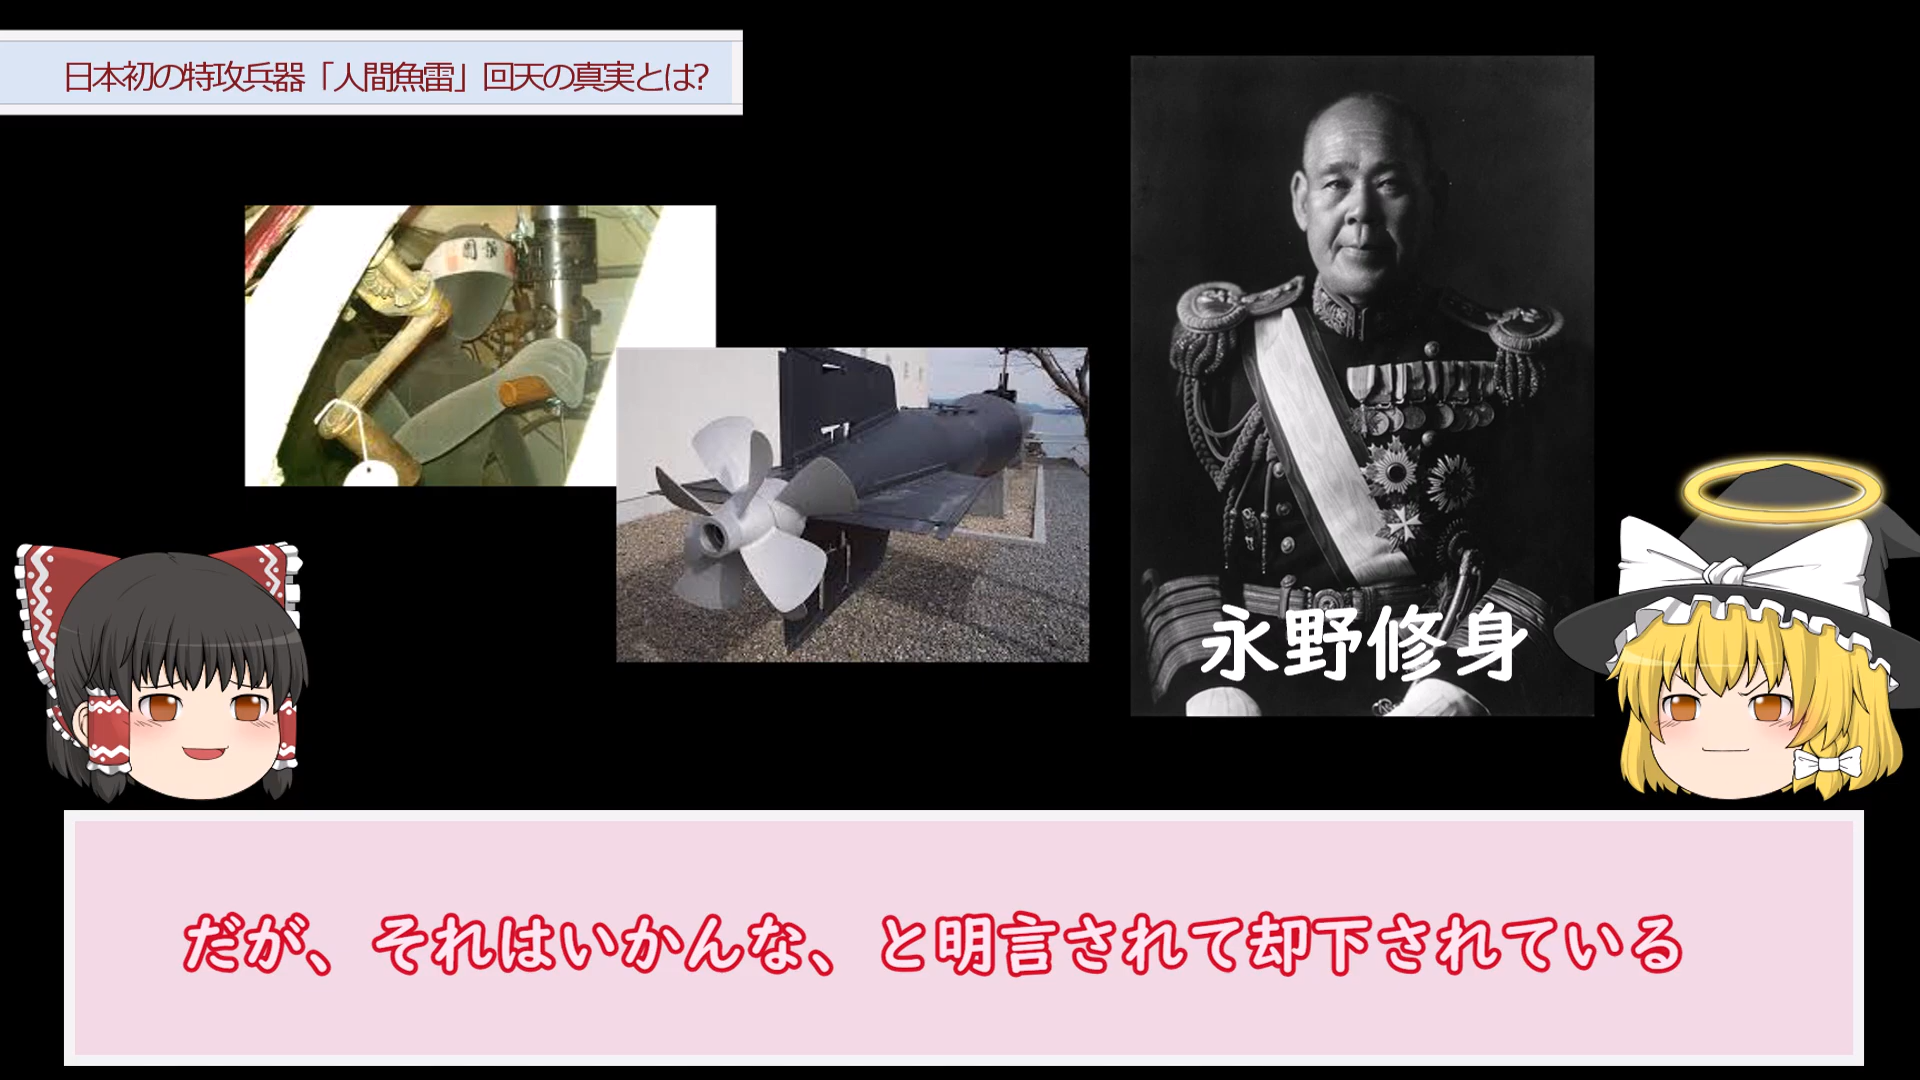 日本初の特攻兵器「人間魚雷」回天の真実とは?
永野修身
だが、それはいかんな、と明言されて却下されている